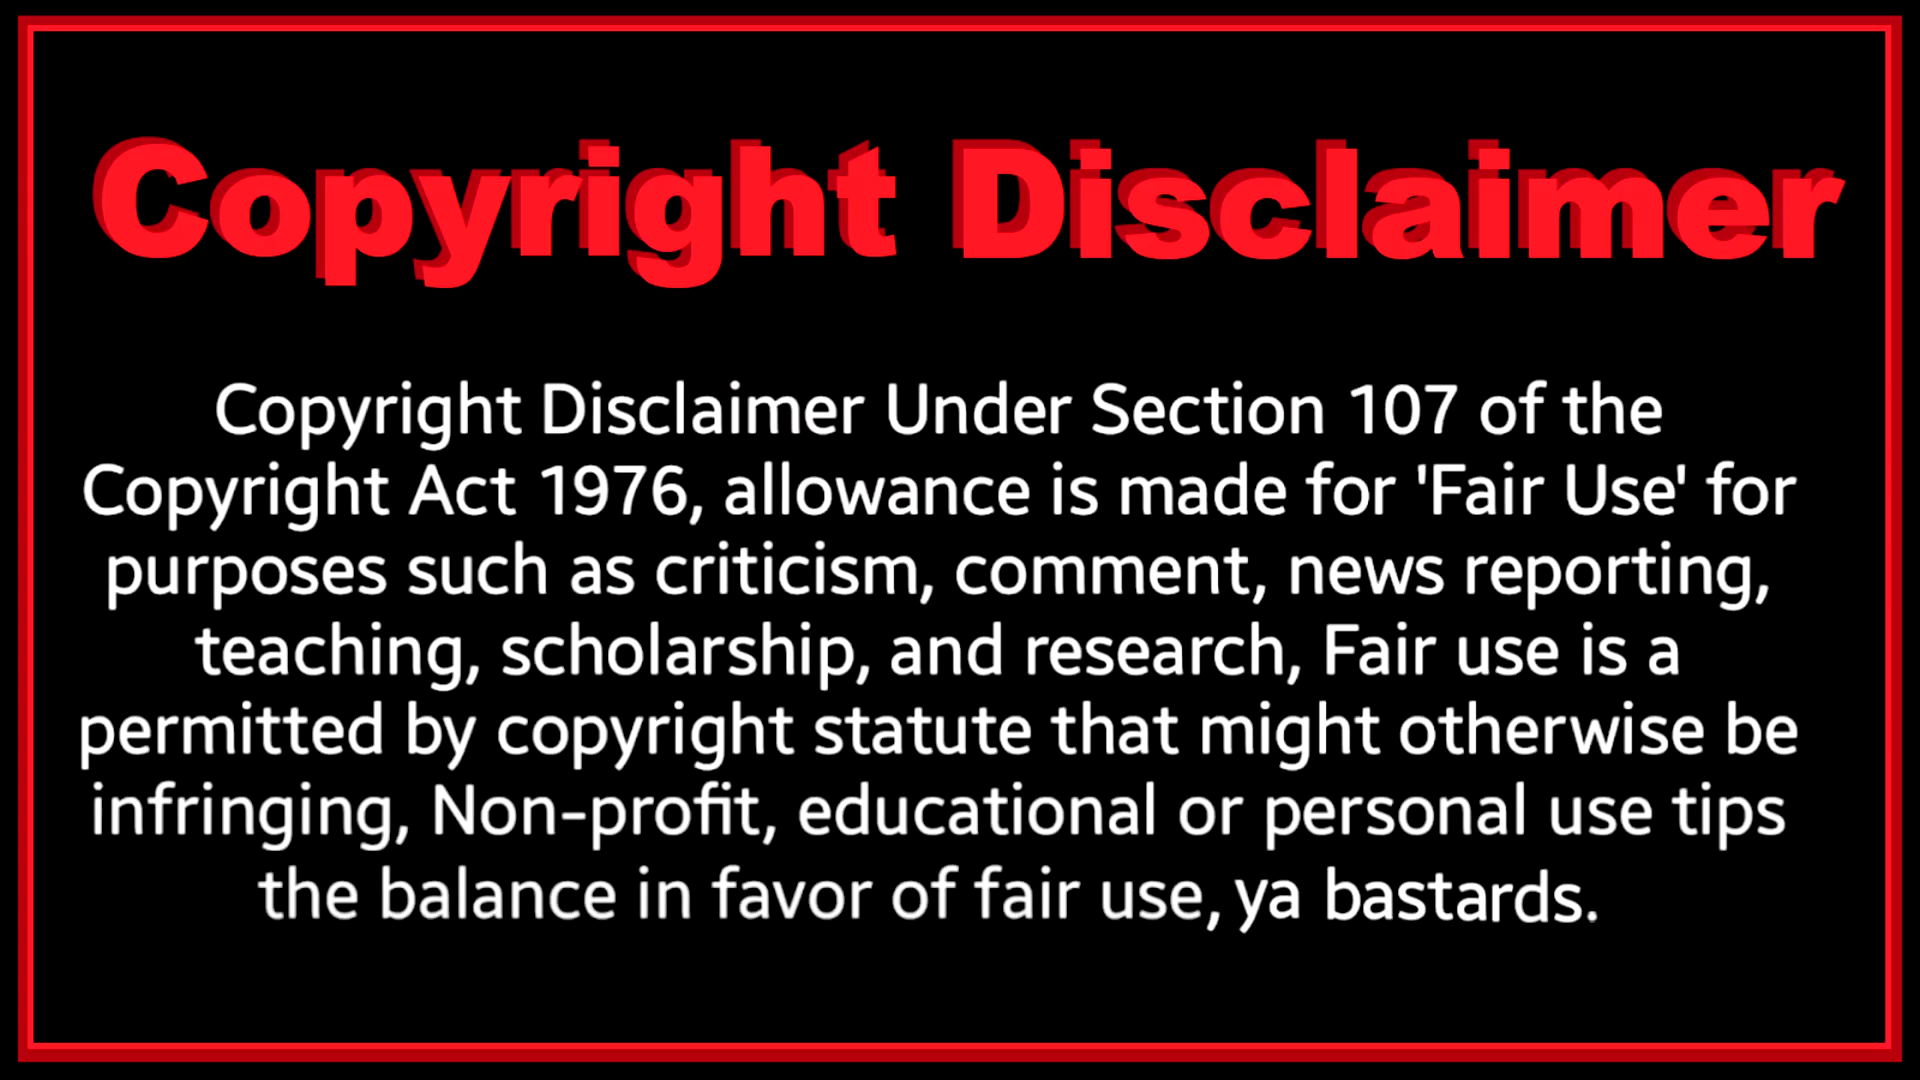 Copyright Disclaimer
Copyright Disclaimer Under Section 107 of the
Copyright Act 1976, allowance is made for 'Fair Use' for
purposes such as criticism, comment, news reporting,
teaching, scholarship, and research, Fair use is a
permitted by copyright statute that might otherwise be
infringing, Non-profit, educational or personal use tips
the balance in favor of fair use, ya bastards.